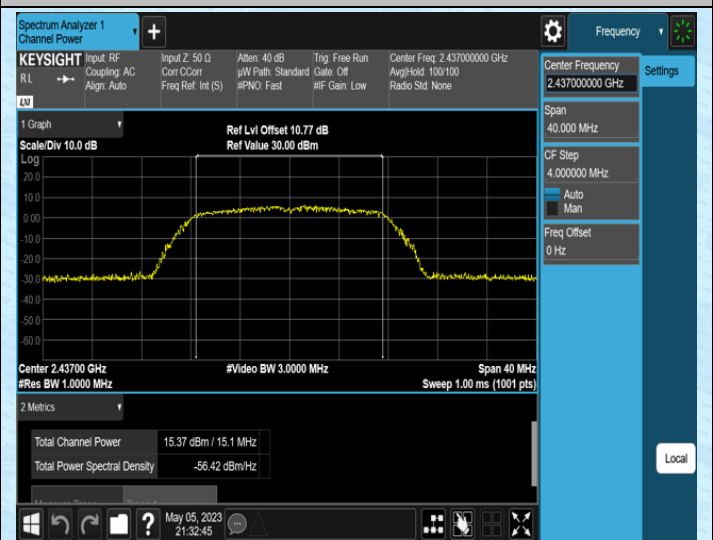 Spectrum Analyzer 1
Channel Power
Frequency
KEYSIGHT
RL
LXI
Input: RF
Coupling: AC
Align: Auto
Input Z: 50 Ω
Corr CCorr
Freq Ref: Int (S)
Atten: 40 dB
µW Path: Standard
#PNO: Fast
Trig: Free Run
Gate: Off
#IF Gain: Low
Center Freq: 2.437000000 GHz
Avg|Hold: 100/100
Radio Std: None
Center Frequency
2.437000000 GHz
Settings
Span
40.000 MHz
CF Step
4.000000 MHz
Auto
Man
Freq Offset
0 Hz
1 Graph
Ref Lvl Offset 10.77 dB
Scale/Div 10.0 dB
Ref Value 30.00 dBm
Log
20.0
10.0
0.00
-10.0
-20.0
-30.0
-40.0
-50.0
-60.0
Center 2.43700 GHz
#Video BW 3.0000 MHz
Span 40 MHz
#Res BW 1.0000 MHz
Sweep 1.00 ms (1001 pts)
2 Metrics
Total Channel Power 15.37 dBm / 15.1 MHz
Total Power Spectral Density -56.42 dBm/Hz
Local
?
May 05, 2023
21:32:45